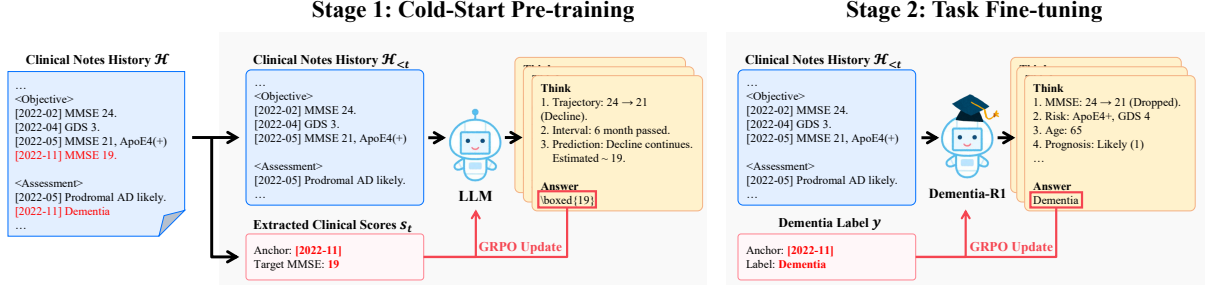 Stage 1: Cold-Start Pre-training
Stage 2: Task Fine-tuning
Clinical Notes History ℋ
…
<Objective>
[2022-02] MMSE 24.
[2022-04] GDS 3.
[2022-05] MMSE 21, ApoE4(+)
[2022-11] MMSE 19.
<Assessment>
[2022-05] Prodromal AD likely.
[2022-11] Dementia
…
Clinical Notes History ℋ<t
…
<Objective>
[2022-02] MMSE 24.
[2022-04] GDS 3.
[2022-05] MMSE 21, ApoE4(+)
<Assessment>
[2022-05] Prodromal AD likely.
…
Extracted Clinical Scores st
Anchor: [2022-11]
Target MMSE: 19
LLM
GRPO Update
Think
1. Trajectory: 24 → 21
(Decline).
2. Interval: 6 month passed.
3. Prediction: Decline continues.
Estimated ~ 19.
Answer
\boxed{19}
Clinical Notes History ℋ<t
…
<Objective>
[2022-02] MMSE 24.
[2022-04] GDS 3.
[2022-05] MMSE 21, ApoE4(+)
<Assessment>
[2022-05] Prodromal AD likely.
…
Dementia Label y
Anchor: [2022-11]
Label: Dementia
Dementia-R1
GRPO Update
Think
1. MMSE: 24 → 21 (Dropped).
2. Risk: ApoE4+, GDS 4
3. Age: 65
4. Prognosis: Likely (1)
…
Answer
Dementia